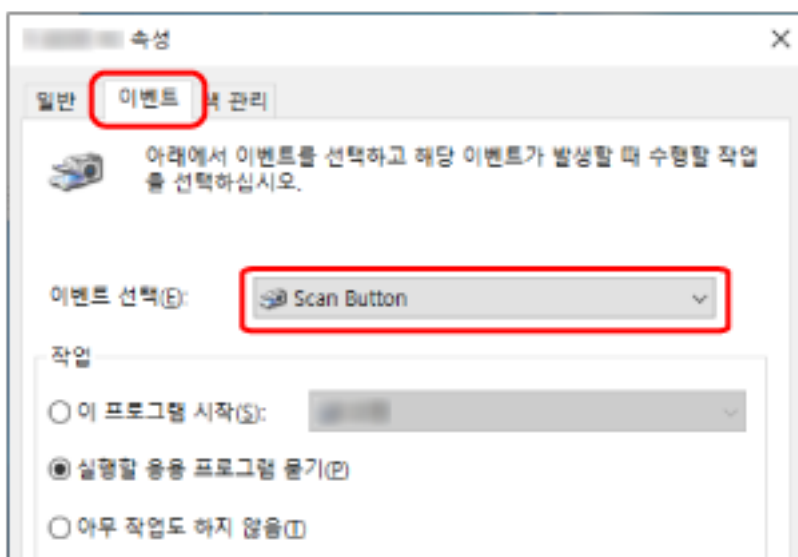 속성
일반 이벤트 색 관리
아래에서 이벤트를 선택하고 해당 이벤트가 발생할 때 수행할 작업
를 선택하십시오.
이벤트 선택(E): Scan Button
작업
이 프로그램 시작(S):
실행할 응용 프로그램 묻기(P)
아무 작업도 하지 않음(T)